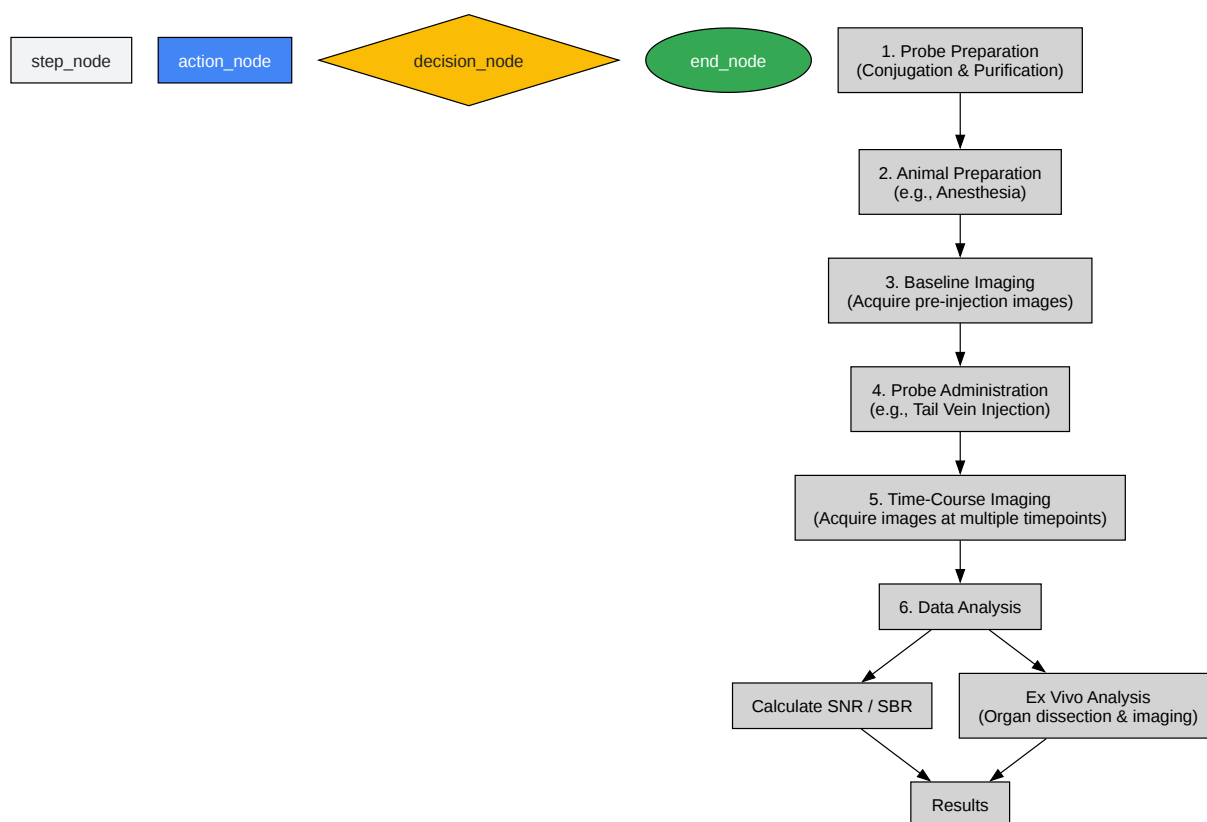 step_node
action_node
decision_node
end_node
1. Probe Preparation
(Conjugation & Purification)
2. Animal Preparation
(e.g., Anesthesia)
3. Baseline Imaging
(Acquire pre-injection images)
4. Probe Administration
(e.g., Tail Vein Injection)
5. Time-Course Imaging
(Acquire images at multiple timepoints)
6. Data Analysis
Calculate SNR / SBR
Ex Vivo Analysis
(Organ dissection & imaging)
Results